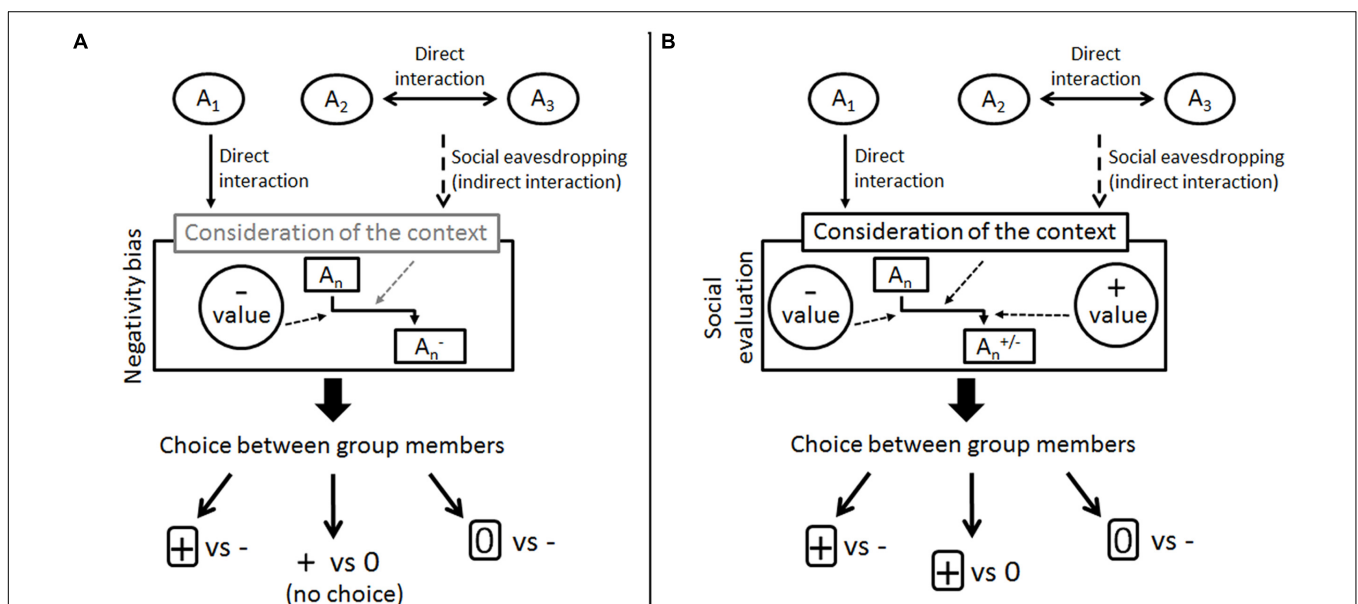 A
Direct
interaction
A1
A2
A3
Direct
interaction
Social eavesdropping
(indirect interaction)
Consideration of the context
Negativity bias
-
value
An
An-
Choice between group members
+ vs -
+ vs 0
(no choice)
0 vs -
B
Direct
interaction
A1
A2
A3
Direct
interaction
Social eavesdropping
(indirect interaction)
Consideration of the context
Social
evaluation
-
value
An
+
value
An+/-
Choice between group members
+ vs -
+ vs 0
0 vs -